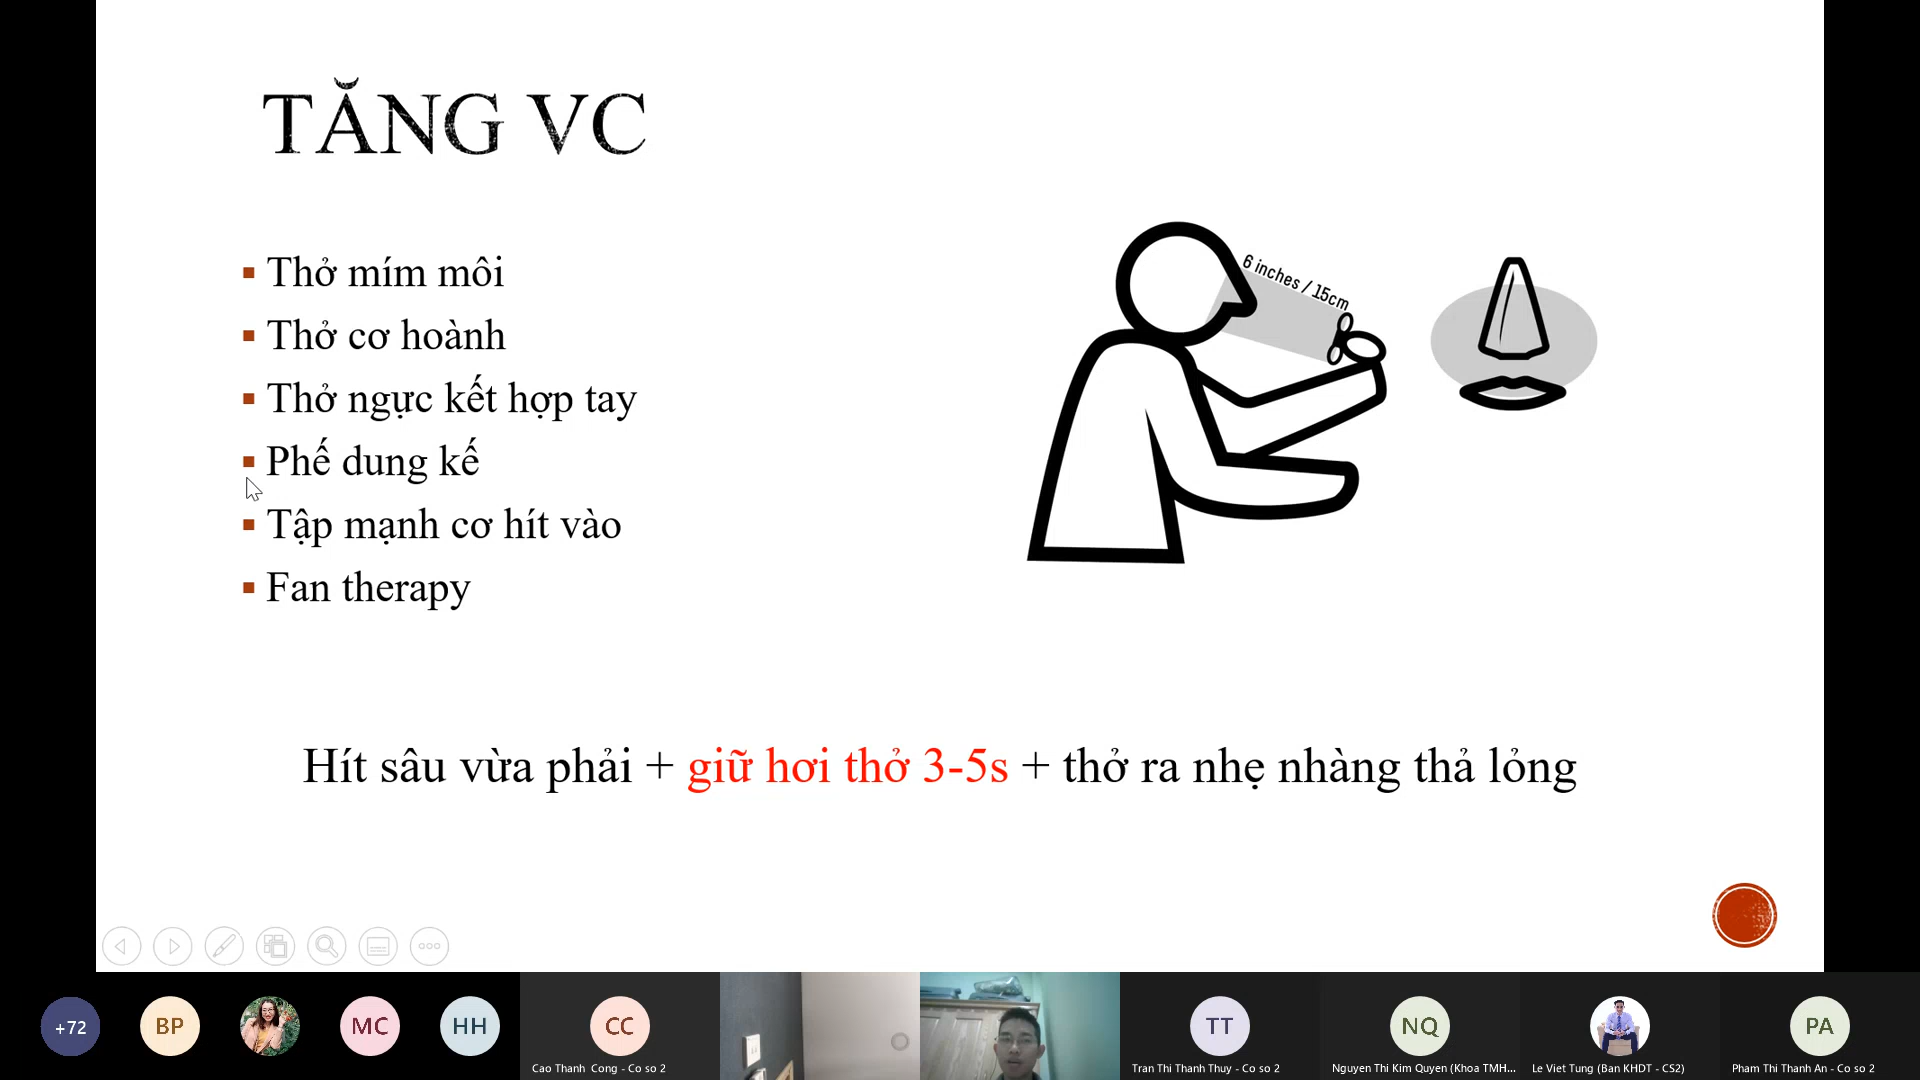 TĂNG VC
Thở mím môi
Thở cơ hoành
Thở ngực kết hợp tay
Phế dung kế
Tập mạnh cơ hít vào
Fan therapy
6 inches / 15cm
Hít sâu vừa phải + giữ hơi thở 3-5s + thở ra nhẹ nhàng thả lỏng
+72
BP
MC
HH
CC
TT
NQ
PA
Cao Thanh Cong - Co so 2
Tran Thi Thanh Thuy - Co so 2
Nguyen Thi Kim Quyen (Khoa TMH...
Le Viet Tung (Ban KHDT - CS2)
Pham Thi Thanh An - Co so 2